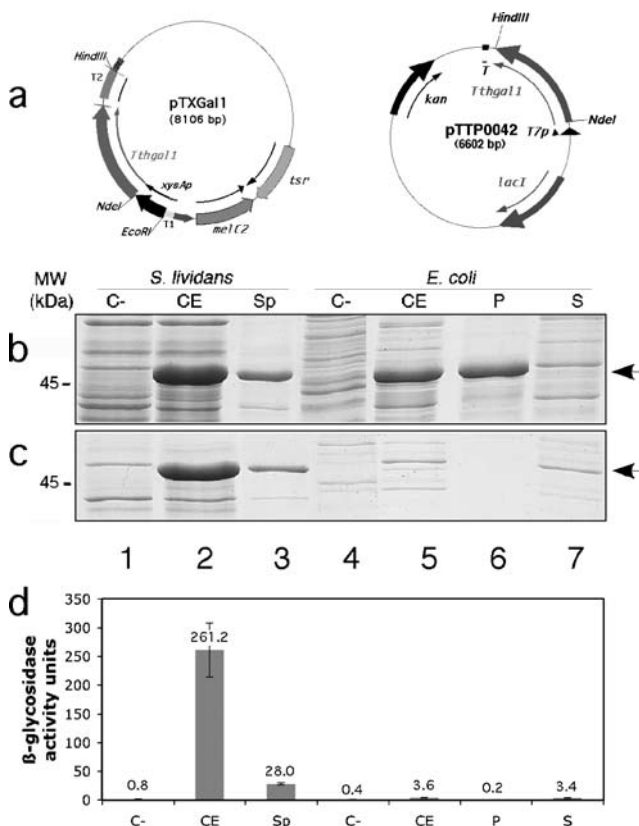 a
HindIII
T2
pTXGal1
(8106 bp)
Tthgal1
xysAp
NdeI
EcoRI
T1
melC2
tsr
HindIII
T
Tthgal1
kan
pTTP0042
(6602 bp)
T7p
NdeI
lacI
MW
(kDa)
S. lividans
E. coli
C- CE Sp C- CE P S
b
45
c
45
1 2 3 4 5 6 7
d
ß-glycosidase
activity units
350
300
250
200
150
100
50
0
0.8 261.2 28.0 0.4 3.6 0.2 3.4
C- CE Sp C- CE P S